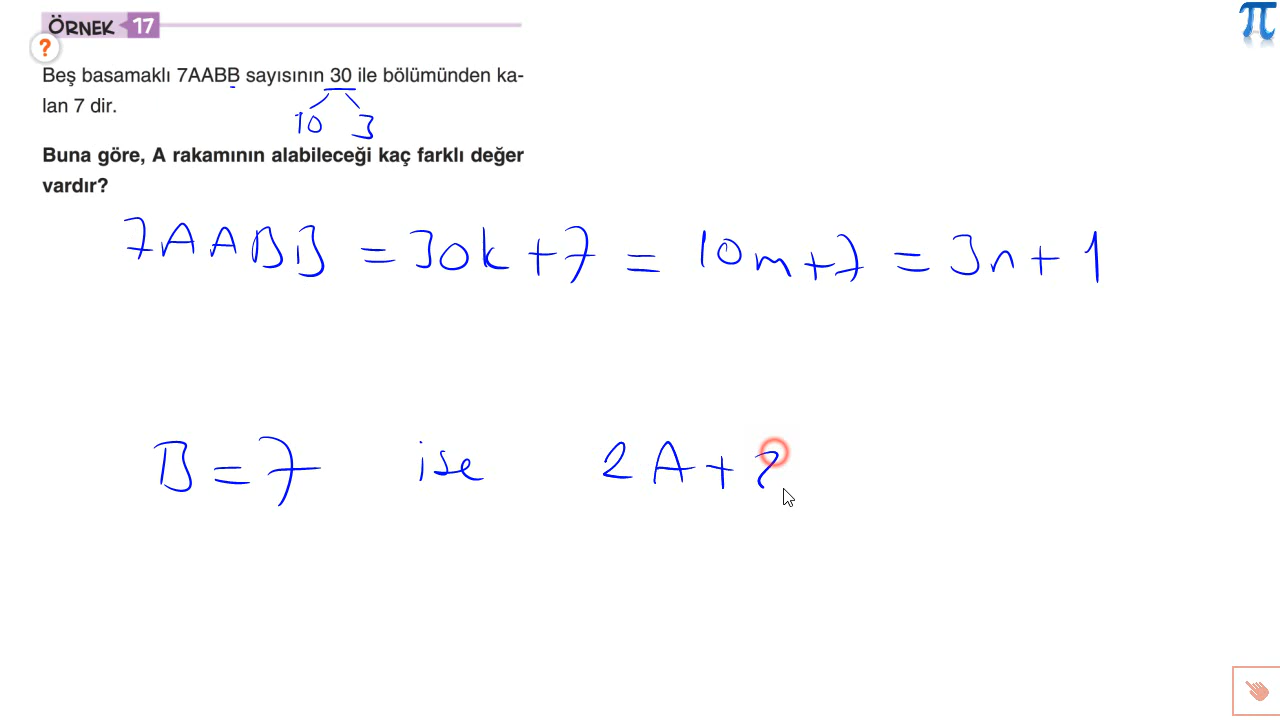 ÖRNEK 17
?
Beş basamaklı 7AABB sayısının 30 ile bölümünden ka-
lan 7 dir.
10 3
Buna göre, A rakamının alabileceği kaç farklı değer
vardır?
7AABB = 30k + 7 = 10m + 7 = 3n + 1
B = 7 ise 2A + 2
π